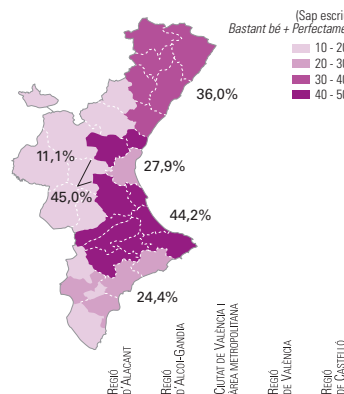 (Sap escri
Bastant bé + Perfectame
10 - 20
20 - 30
30 - 40
40 - 50
36,0%
11,1%
27,9%
45,0%
44,2%
24,4%
REGIÓ
D'ALACANT
REGIÓ
D'ALCOI-GANDIA
CIUTAT DE VALÈNCIA I
ÀREA METROPOLITANA
REGIÓ
DE VALÈNCIA
REGIÓ
DE CASTELLÓ